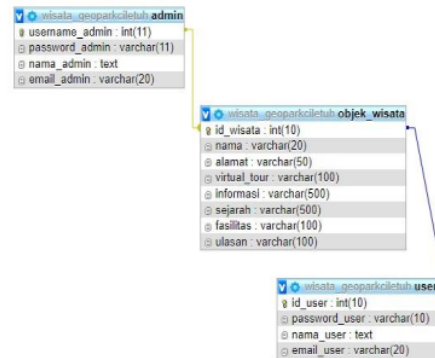 wisata_geoparkciletuh admin
username_admin : int(11)
password_admin : varchar(11)
nama_admin : text
email_admin : varchar(20)
wisata_geoparkciletuh objek_wisata
id_wisata : int(10)
nama : varchar(20)
alamat : varchar(50)
virtual_tour : varchar(100)
informasi : varchar(500)
sejarah : varchar(500)
fasilitas : varchar(100)
ulasan : varchar(100)
wisata_geoparkciletuh user
id_user : int(10)
password_user : varchar(10)
nama_user : text
email_user : varchar(20)